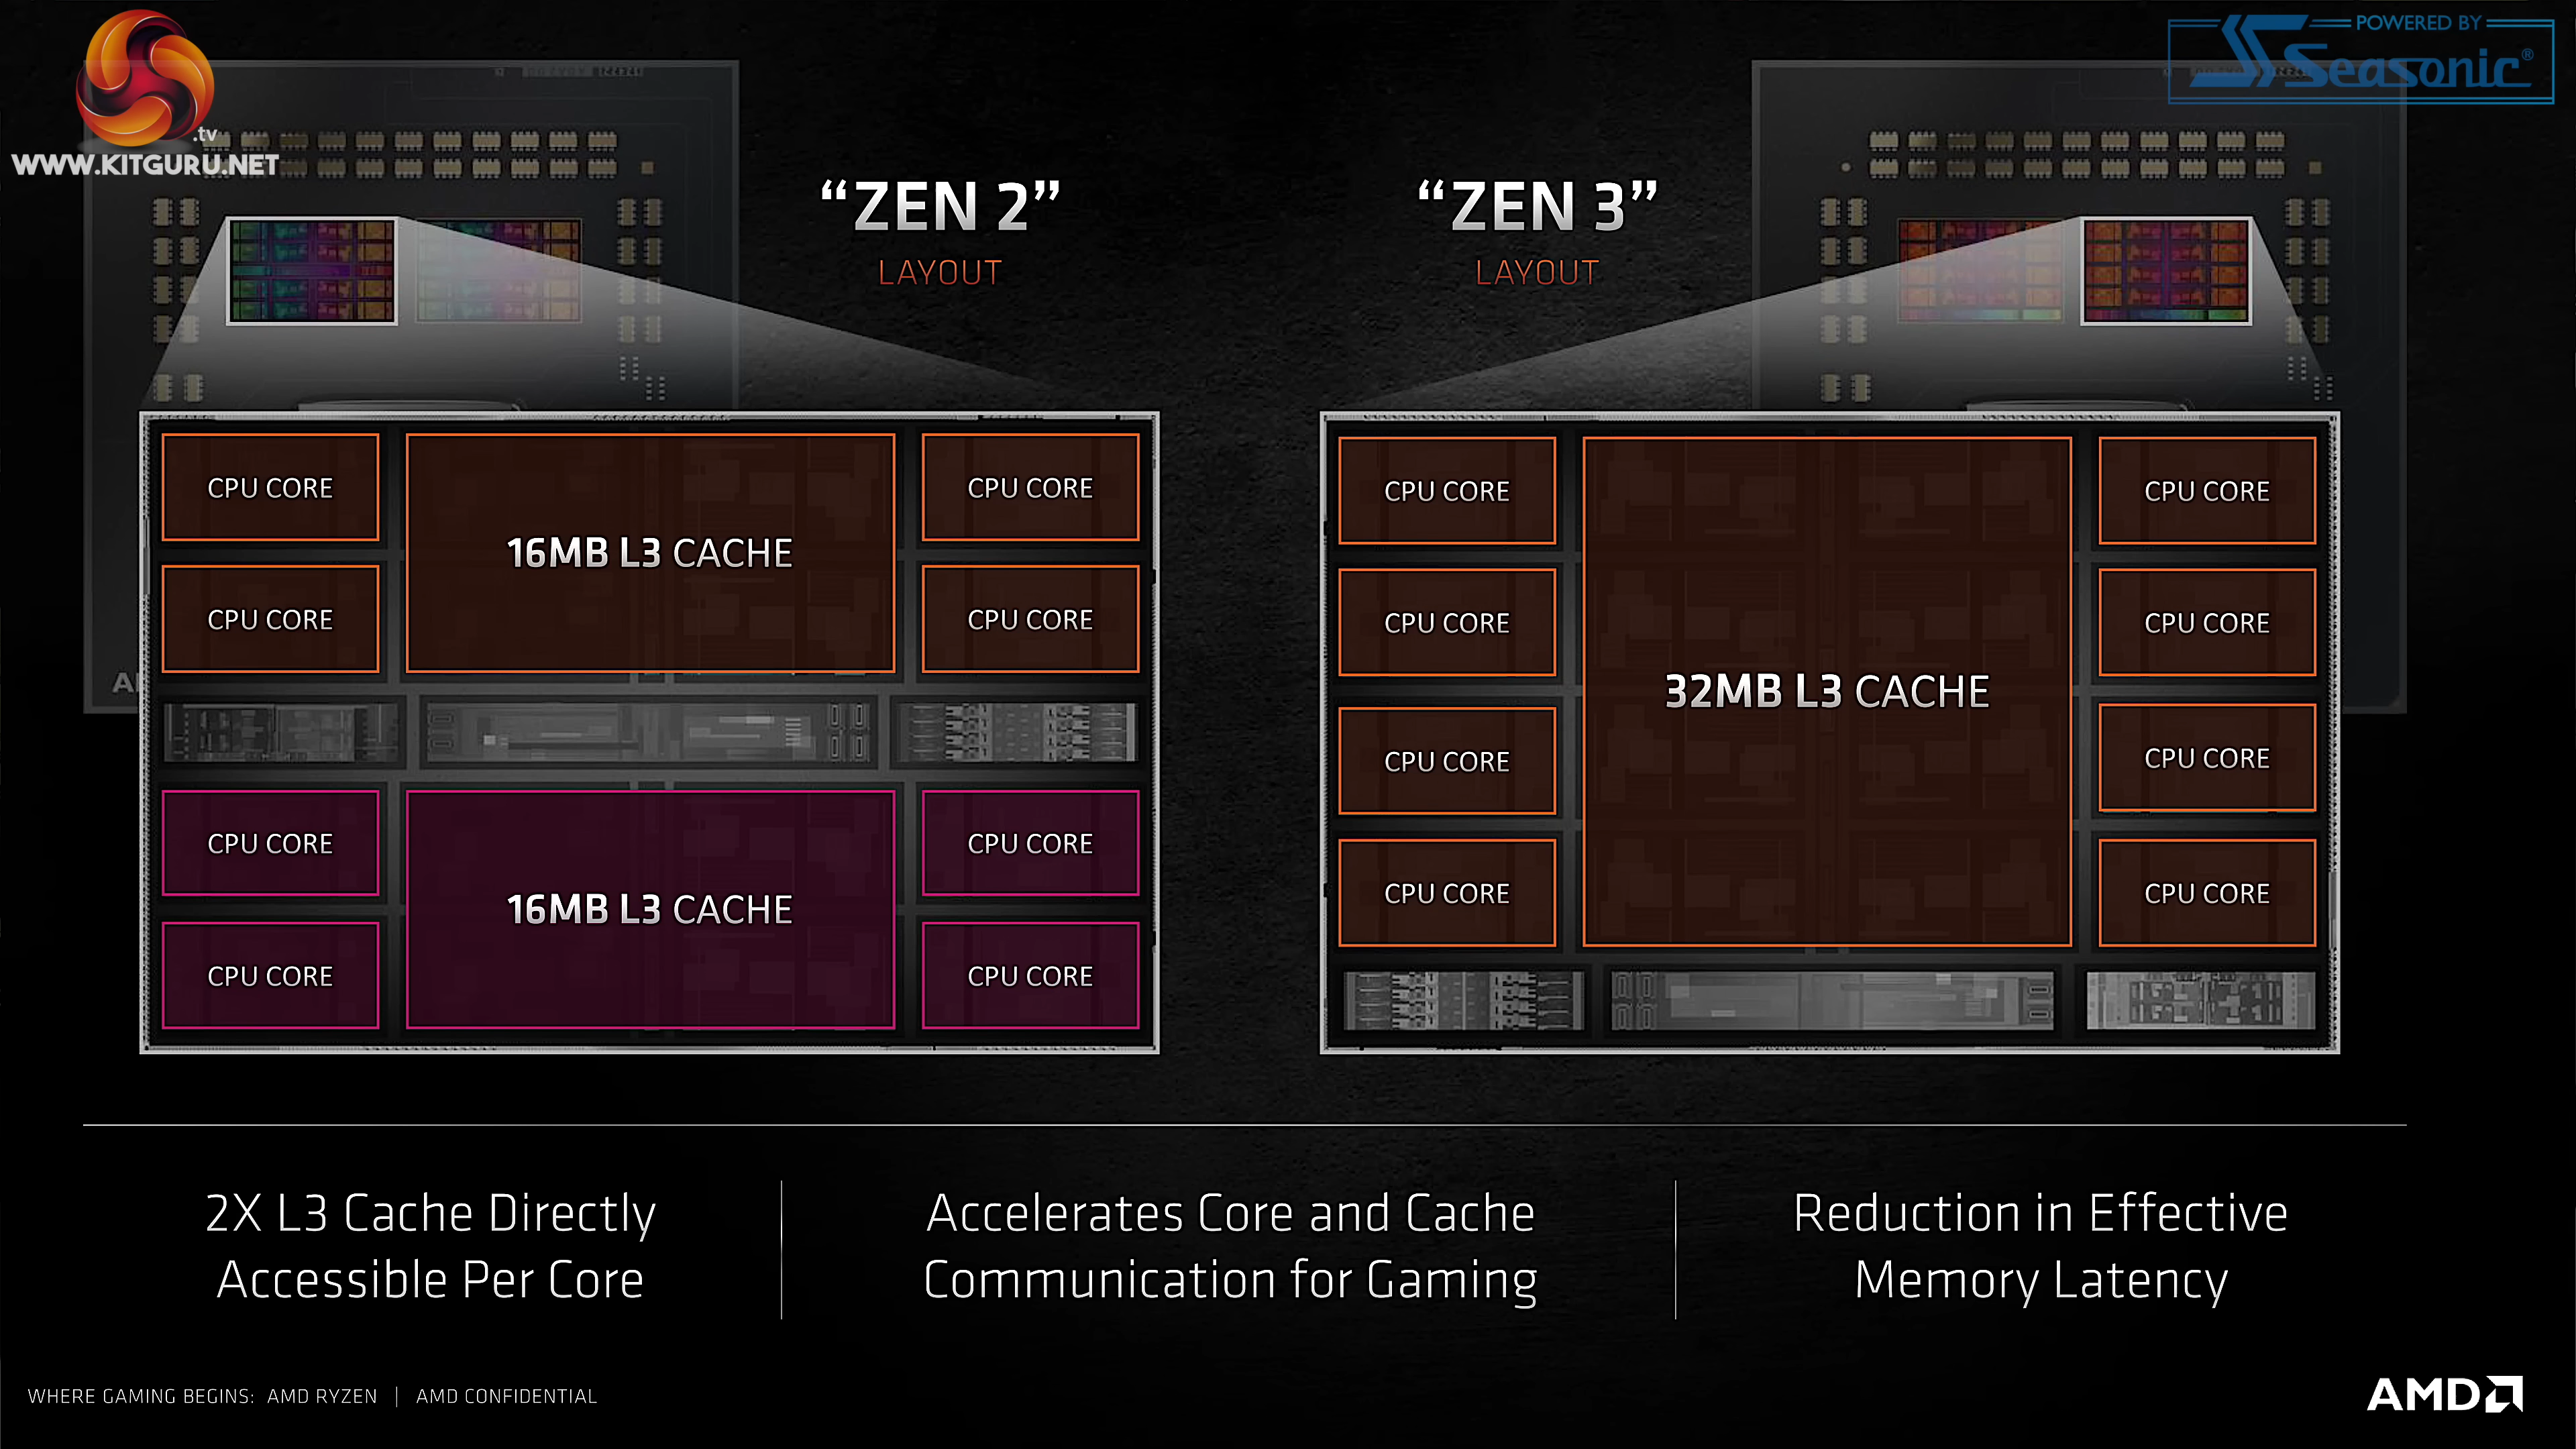 .tv
WWW.KITGURU.NET
POWERED BY
Seasonic®
“ZEN 2”
LAYOUT
“ZEN 3”
LAYOUT
CPU CORE
16MB L3 CACHE
CPU CORE
CPU CORE
CPU CORE
CPU CORE
16MB L3 CACHE
CPU CORE
CPU CORE
CPU CORE
CPU CORE
CPU CORE
CPU CORE
CPU CORE
32MB L3 CACHE
CPU CORE
CPU CORE
CPU CORE
CPU CORE
2X L3 Cache Directly
Accessible Per Core
Accelerates Core and Cache
Communication for Gaming
Reduction in Effective
Memory Latency
WHERE GAMING BEGINS: AMD RYZEN | AMD CONFIDENTIAL
AMD